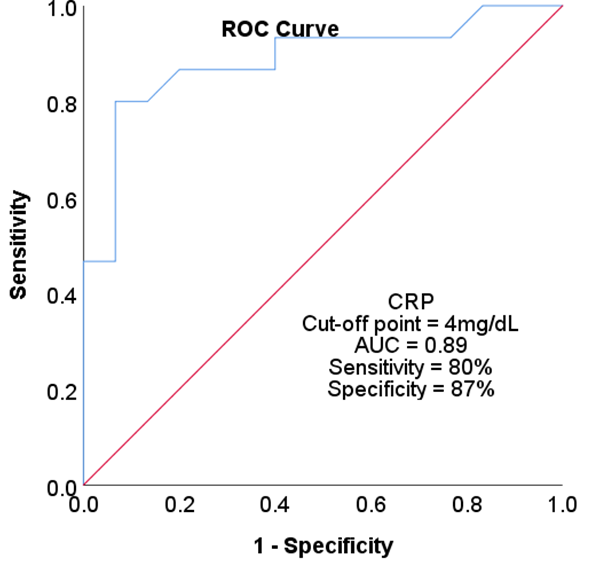 ROC Curve
1.0
0.8
0.6
0.4
0.2
0.0
Sensitivity
CRP
Cut-off point = 4mg/dL
AUC = 0.89
Sensitivity = 80%
Specificity = 87%
0.0 0.2 0.4 0.6 0.8 1.0
1 - Specificity